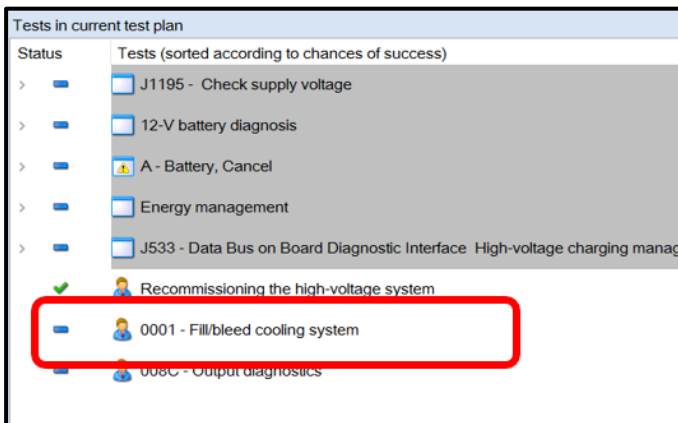 Tests in current test plan
Status Tests (sorted according to chances of success)
J1195 - Check supply voltage
12-V battery diagnosis
A - Battery, Cancel
Energy management
J533 - Data Bus on Board Diagnostic Interface High-voltage charging manag
Recommissioning the high-voltage system
0001 - Fill/bleed cooling system
008C - Output diagnostics